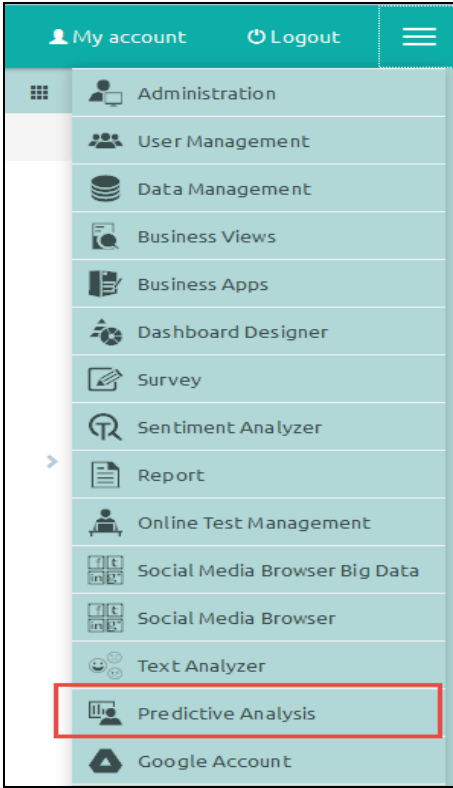 My account Logout
Administration
User Management
Data Management
Business Views
Business Apps
Dashboard Designer
Survey
Sentiment Analyzer
Report
Online Test Management
Social Media Browser Big Data
Social Media Browser
Text Analyzer
Predictive Analysis
Google Account